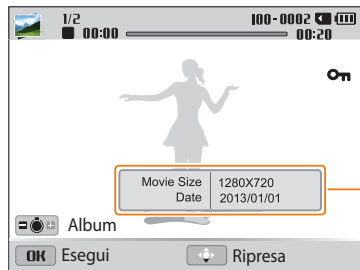 1/2 100-0002
00:00 00:20
Movie Size 1280X720
Date 2013/01/01
Album
OK Esegui Ripresa